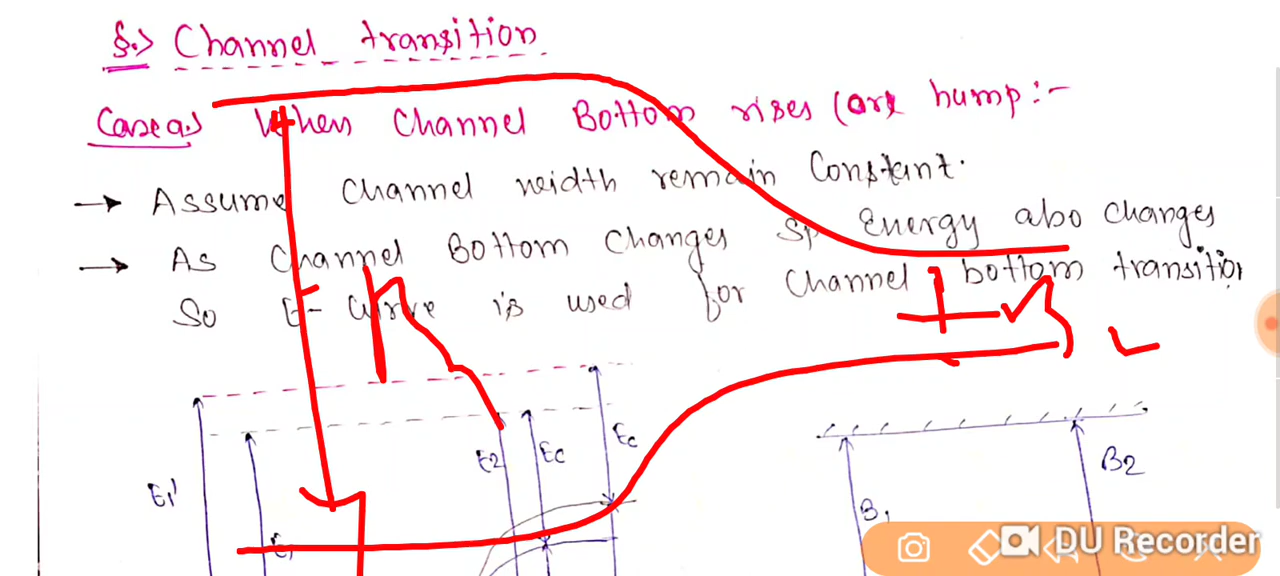 §.> Channel transition
Case a.) When Channel Bottom rises (or hump :-
→ Assume Channel width remain Constant.
→ As Channel Bottom Changes Sp Energy also Changes
So E- Curve is used for Channel bottom transition
E1' E1 E2 Ec Ec
B1 B2
DU Recorder